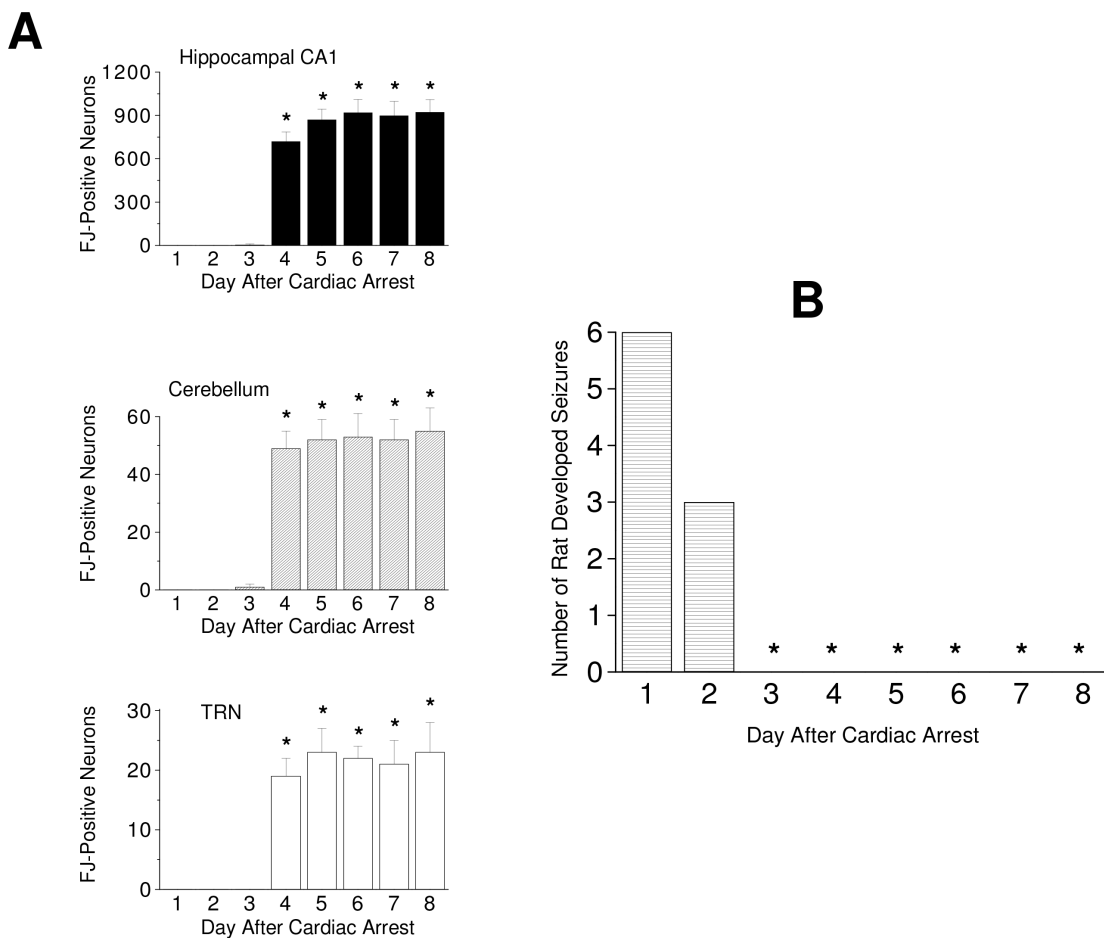 A
Hippocampal CA1
FJ-Positive Neurons
1200
900
600
300
0
* * * * *
1 2 3 4 5 6 7 8
Day After Cardiac Arrest
Cerebellum
FJ-Positive Neurons
60
40
20
0
* * * * *
1 2 3 4 5 6 7 8
Day After Cardiac Arrest
TRN
FJ-Positive Neurons
30
20
10
0
* * * * *
1 2 3 4 5 6 7 8
Day After Cardiac Arrest
B
Number of Rat Developed Seizures
6
5
4
3
2
1
0
* * * * * *
1 2 3 4 5 6 7 8
Day After Cardiac Arrest